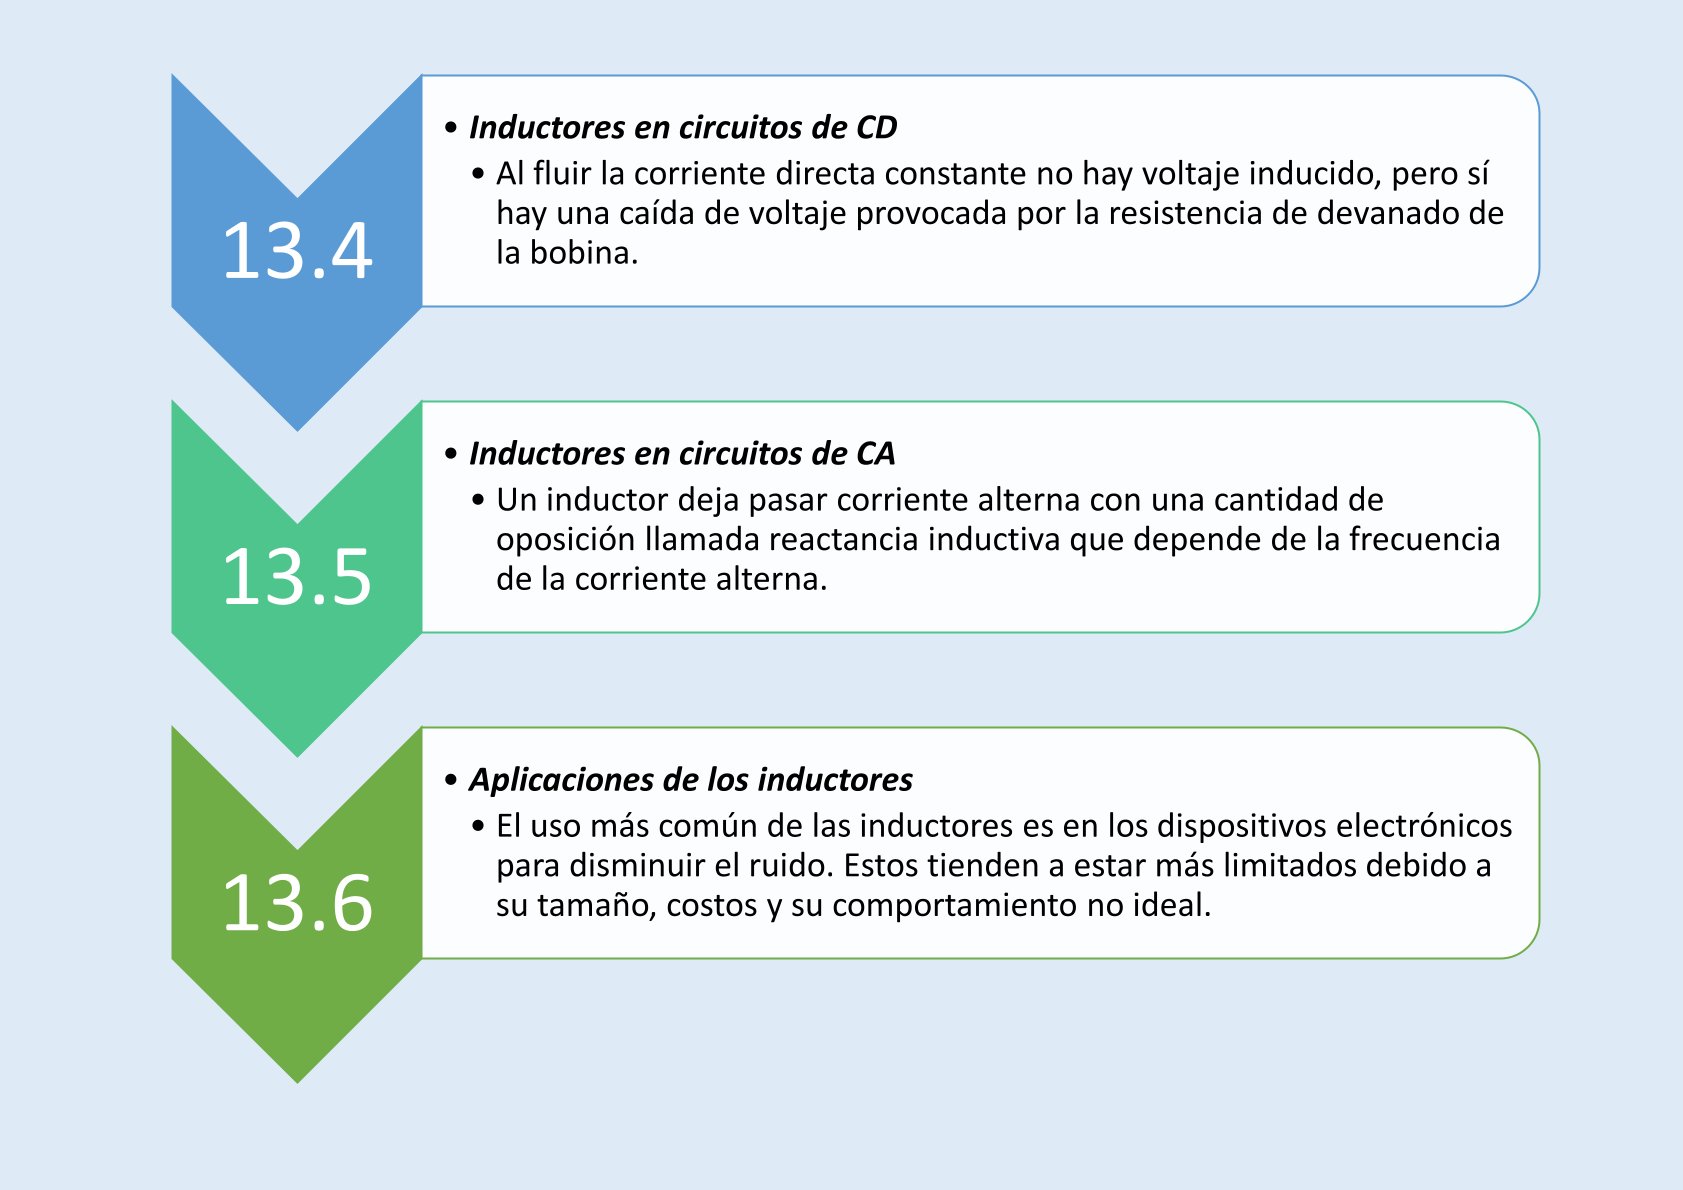 13.4
• Inductores en circuitos de CD
• Al fluir la corriente directa constante no hay voltaje inducido, pero sí
hay una caída de voltaje provocada por la resistencia de devanado de
la bobina.
13.5
• Inductores en circuitos de CA
• Un inductor deja pasar corriente alterna con una cantidad de
oposición llamada reactancia inductiva que depende de la frecuencia
de la corriente alterna.
13.6
• Aplicaciones de los inductores
• El uso más común de las inductores es en los dispositivos electrónicos
para disminuir el ruido. Estos tienden a estar más limitados debido a
su tamaño, costos y su comportamiento no ideal.